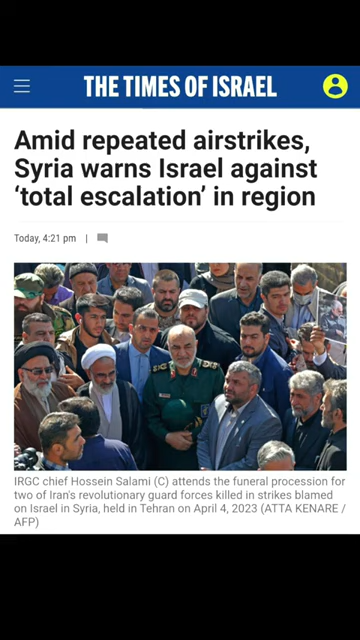 THE TIMES OF ISRAEL
Amid repeated airstrikes,
Syria warns Israel against
‘total escalation’ in region
Today, 4:21 pm |
IRGC chief Hossein Salami (C) attends the funeral procession for
two of Iran's revolutionary guard forces killed in strikes blamed
on Israel in Syria, held in Tehran on April 4, 2023 (ATTA KENARE /
AFP)